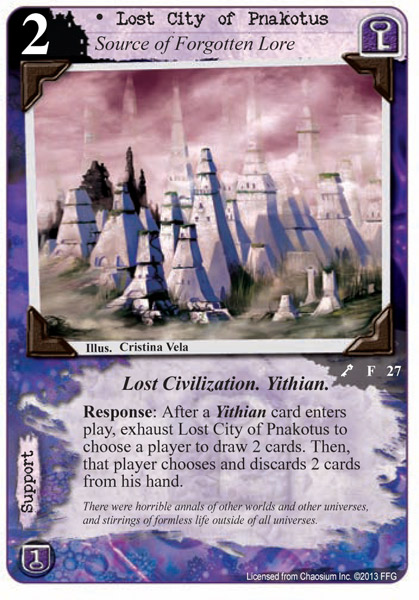 2
• Lost City of Pnakotus
Source of Forgotten Lore
Illus. Cristina Vela
F 27
Lost Civilization. Yithian.
Response: After a Yithian card enters
play, exhaust Lost City of Pnakotus to
choose a player to draw 2 cards. Then,
that player chooses and discards 2 cards
from his hand.
There were horrible annals of other worlds and other universes,
and stirrings of formless life outside of all universes.
Support
1
Licensed from Chaosium Inc. ©2013 FFG